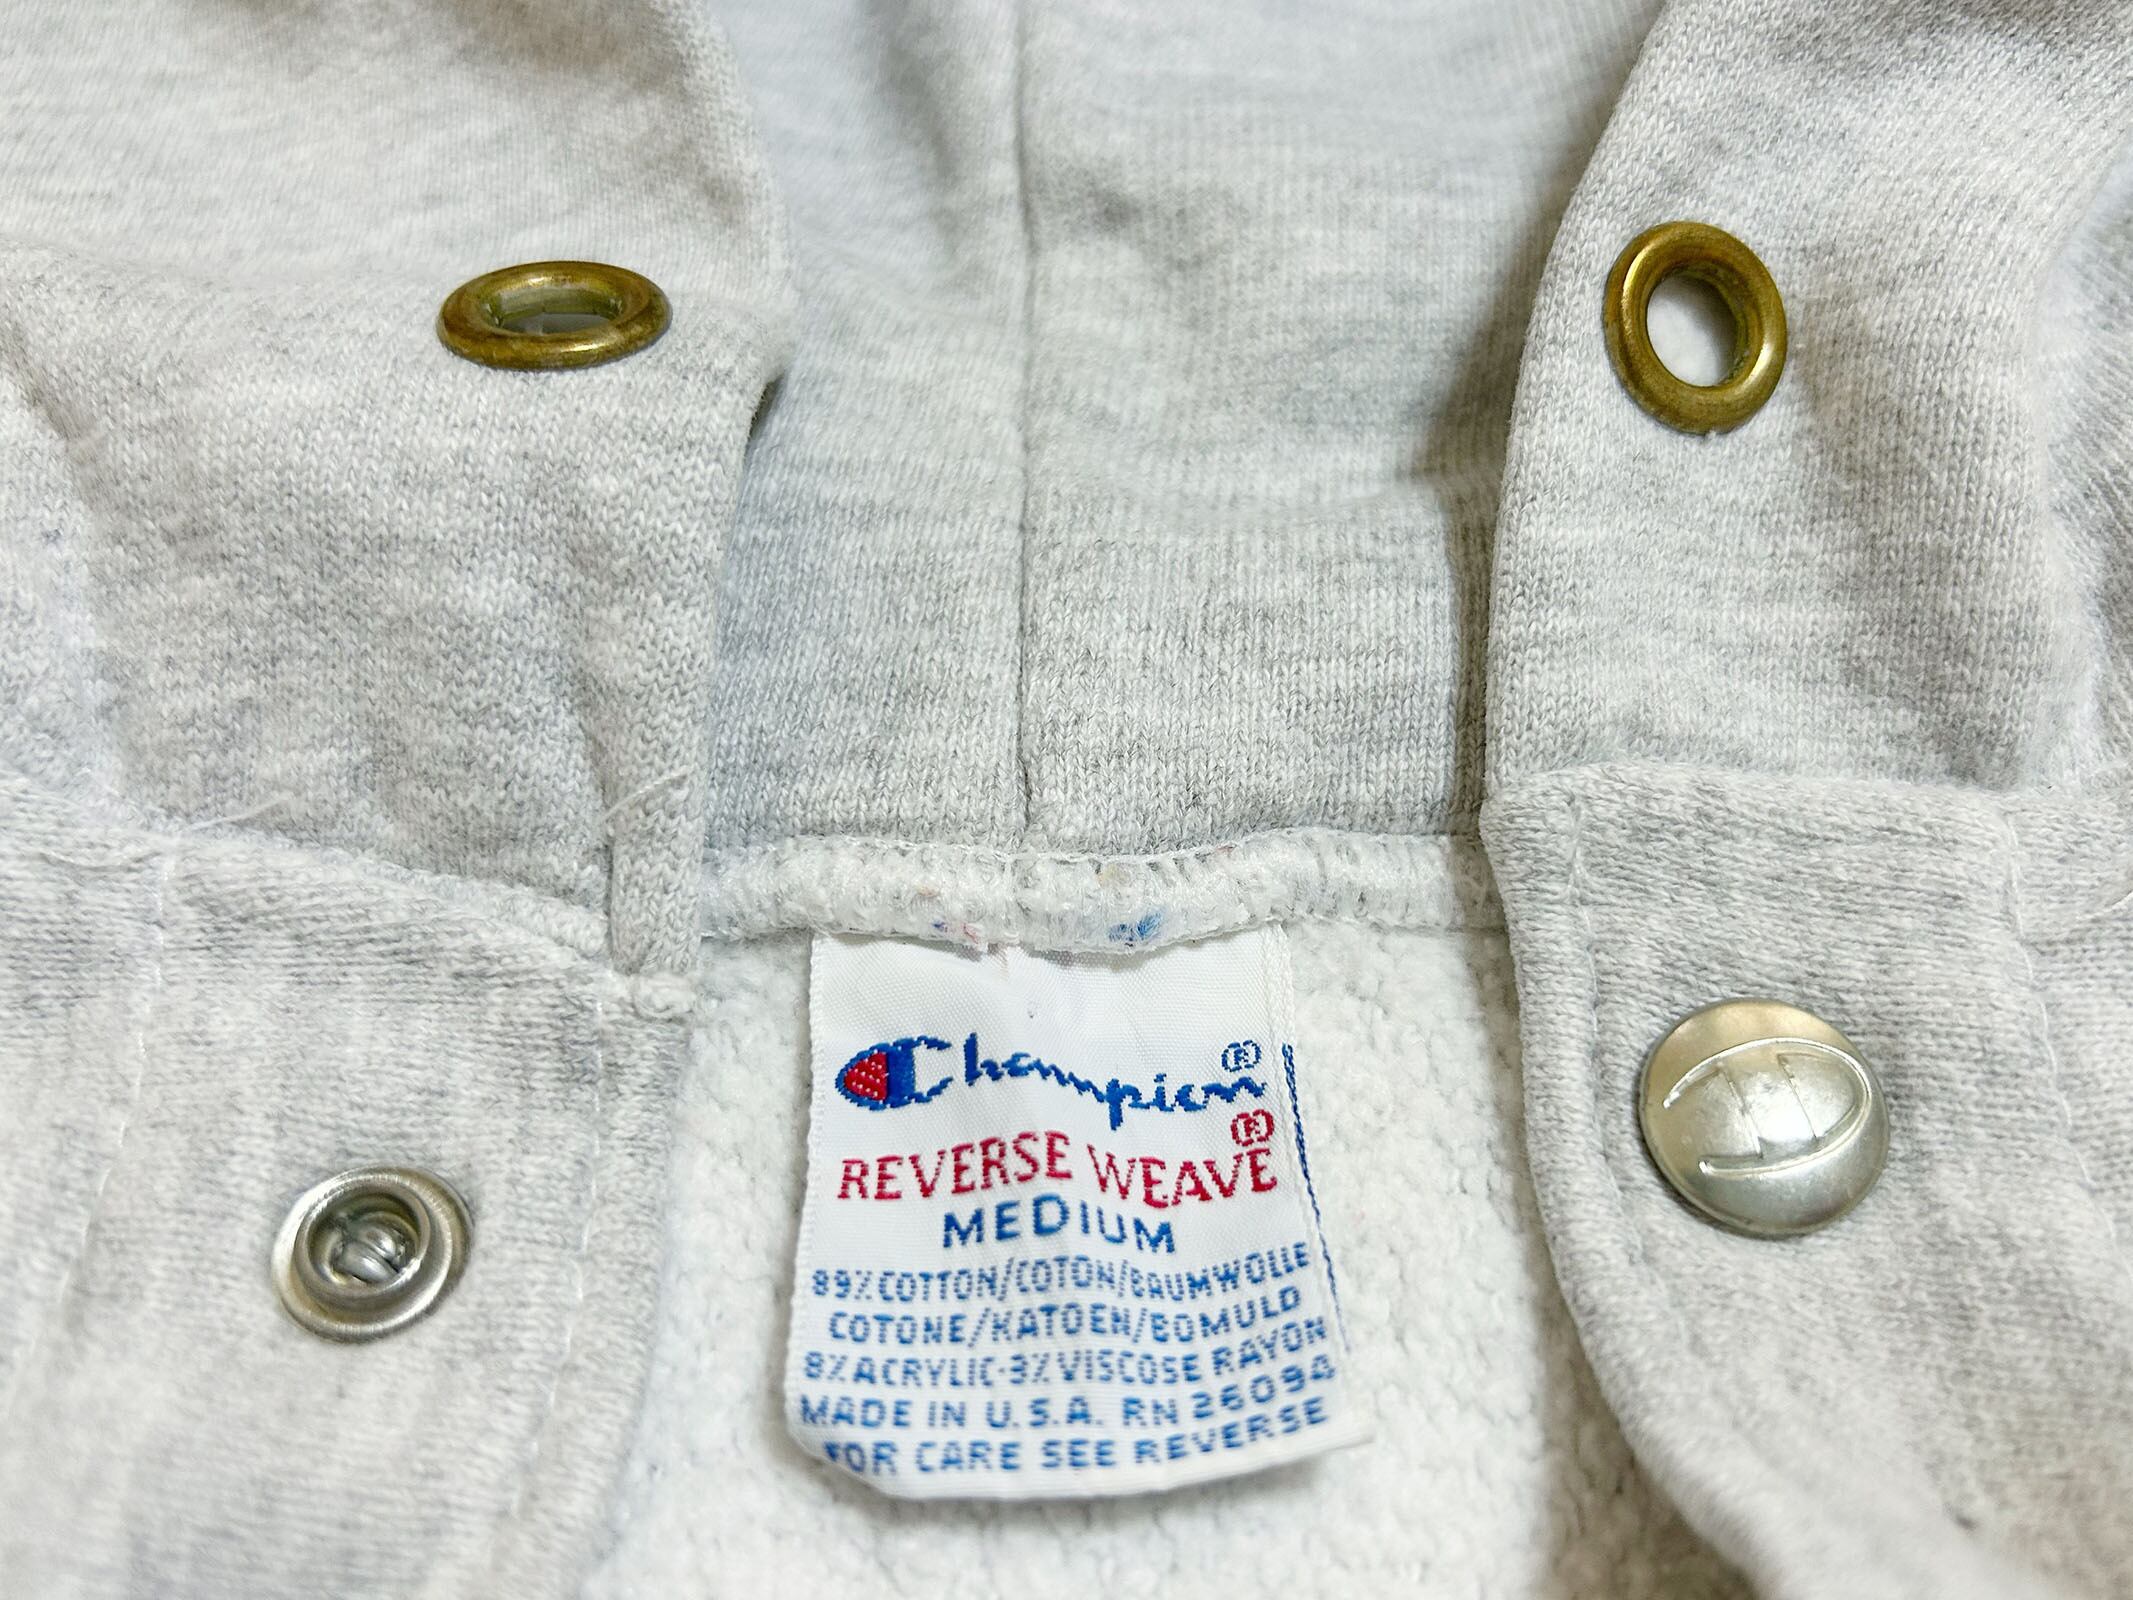 Champion®
REVERSE WEAVE®
MEDIUM
89% COTTON/COTON/BAUMWOLLE
COTONE/KATOEN/BOMULD
8% ACRYLIC·3% VISCOSE RAYON
MADE IN U.S.A. RN 26094
FOR CARE SEE REVERSE